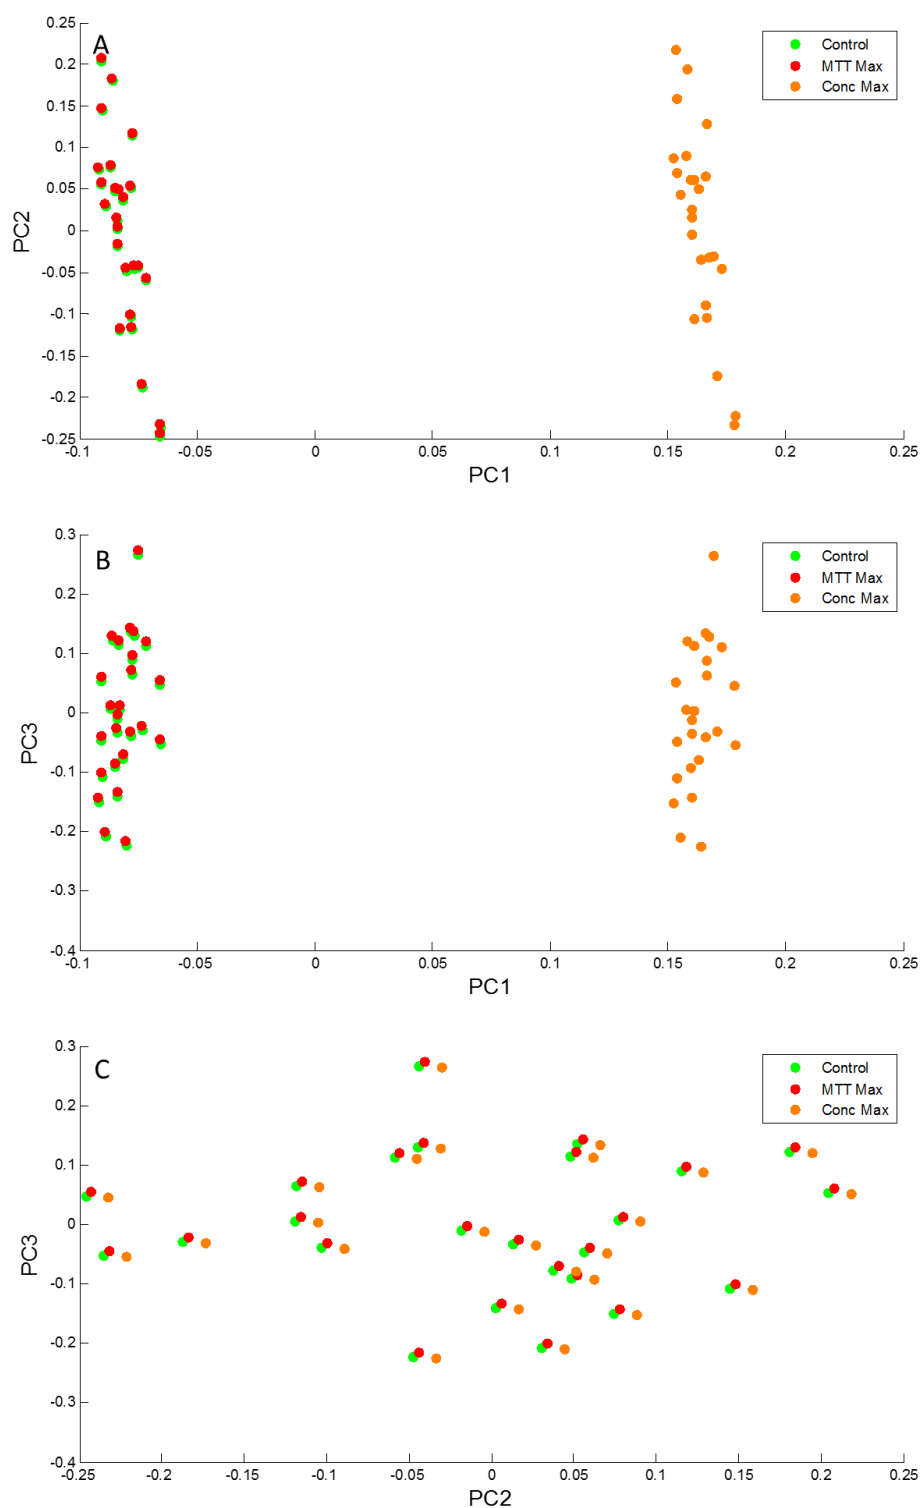 A
0.25
0.2
0.15
0.1
0.05
0
-0.05
-0.1
-0.15
-0.2
-0.25
PC2
Control
MTT Max
Conc Max
-0.1 -0.05 0 0.05 0.1 0.15 0.2 0.25
PC1
B
0.3
0.2
0.1
0
-0.1
-0.2
-0.3
-0.4
PC3
Control
MTT Max
Conc Max
-0.1 -0.05 0 0.05 0.1 0.15 0.2 0.25
PC1
C
0.3
0.2
0.1
0
-0.1
-0.2
-0.3
-0.4
PC3
Control
MTT Max
Conc Max
-0.25 -0.2 -0.15 -0.1 -0.05 0 0.05 0.1 0.15 0.2 0.25
PC2